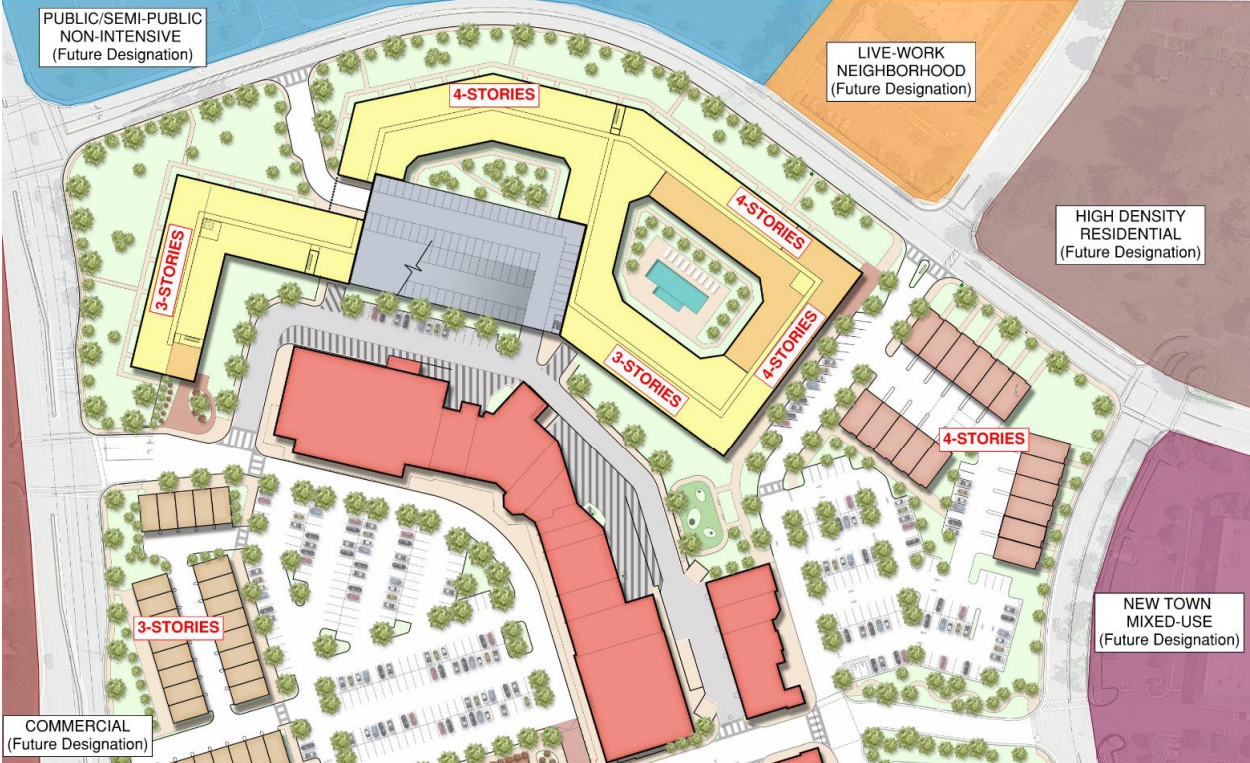 PUBLIC/SEMI-PUBLIC
NON-INTENSIVE
(Future Designation)
LIVE-WORK
NEIGHBORHOOD
(Future Designation)
4-STORIES
4-STORIES
HIGH DENSITY
RESIDENTIAL
(Future Designation)
3-STORIES
4-STORIES
3-STORIES
4-STORIES
3-STORIES
NEW TOWN
MIXED-USE
(Future Designation)
COMMERCIAL
(Future Designation)